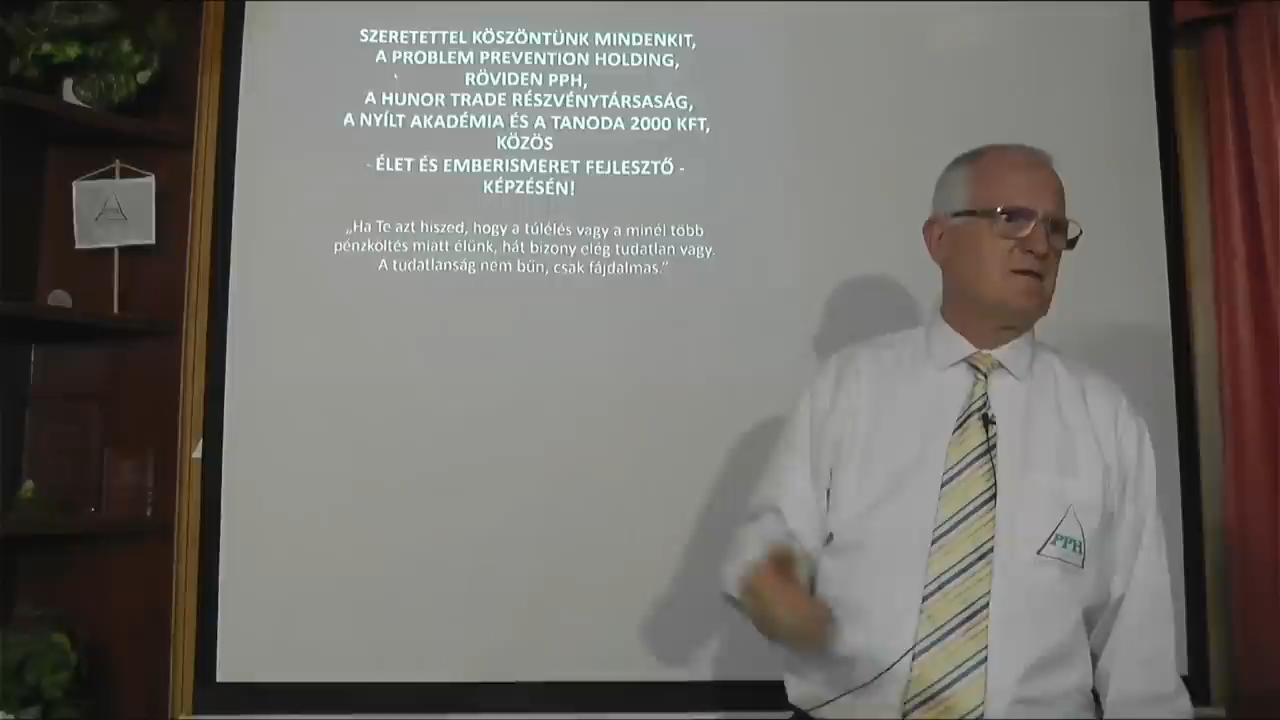 SZERETETTEL KÖSZÖNTÜNK MINDENKIT,
A PROBLEM PREVENTION HOLDING,
RÖVIDEN PPH,
A HUNOR TRADE RÉSZVÉNYTÁRSASÁG,
A NYÍLT AKADÉMIA ÉS A TANODA 2000 KFT,
KÖZÖS
- ÉLET ÉS EMBERISMERET FEJLESZTŐ -
KÉPZÉSÉN!
„Ha Te azt hiszed, hogy a túlélés vagy a minél több
pénzköltés miatt élünk, hát bizony elég tudatlan vagy.
A tudatlanság nem bűn, csak fájdalmas.”
PPH